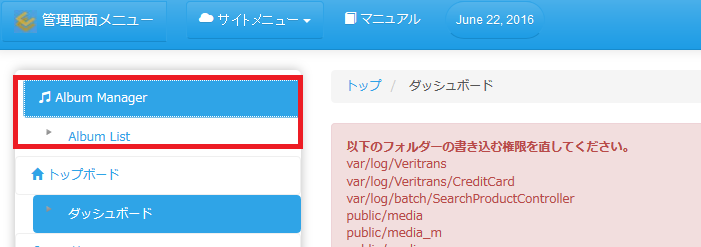 管理画面メニュー
サイトメニュー
マニュアル
June 22, 2016
Album Manager
Album List
トップボード
ダッシュボード
トップ / ダッシュボード
以下のフォルダーの書き込む権限を直してください。
var/log/Veritrans
var/log/Veritrans/CreditCard
var/log/batch/SearchProductController
public/media
public/media_m